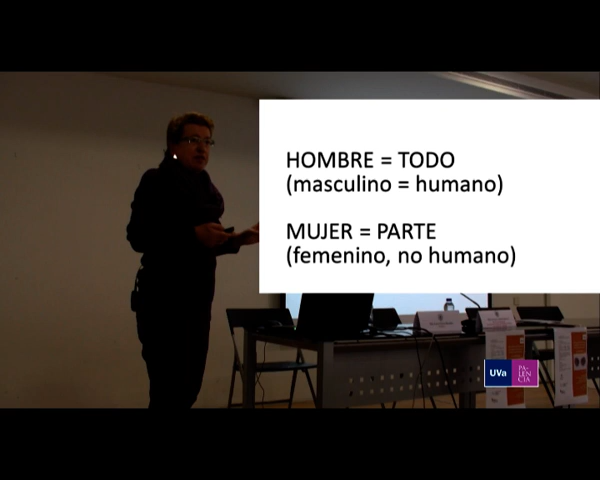 HOMBRE = TODO
(masculino = humano)
MUJER = PARTE
(femenino, no humano)
UVa
PA-
LEN
CIA